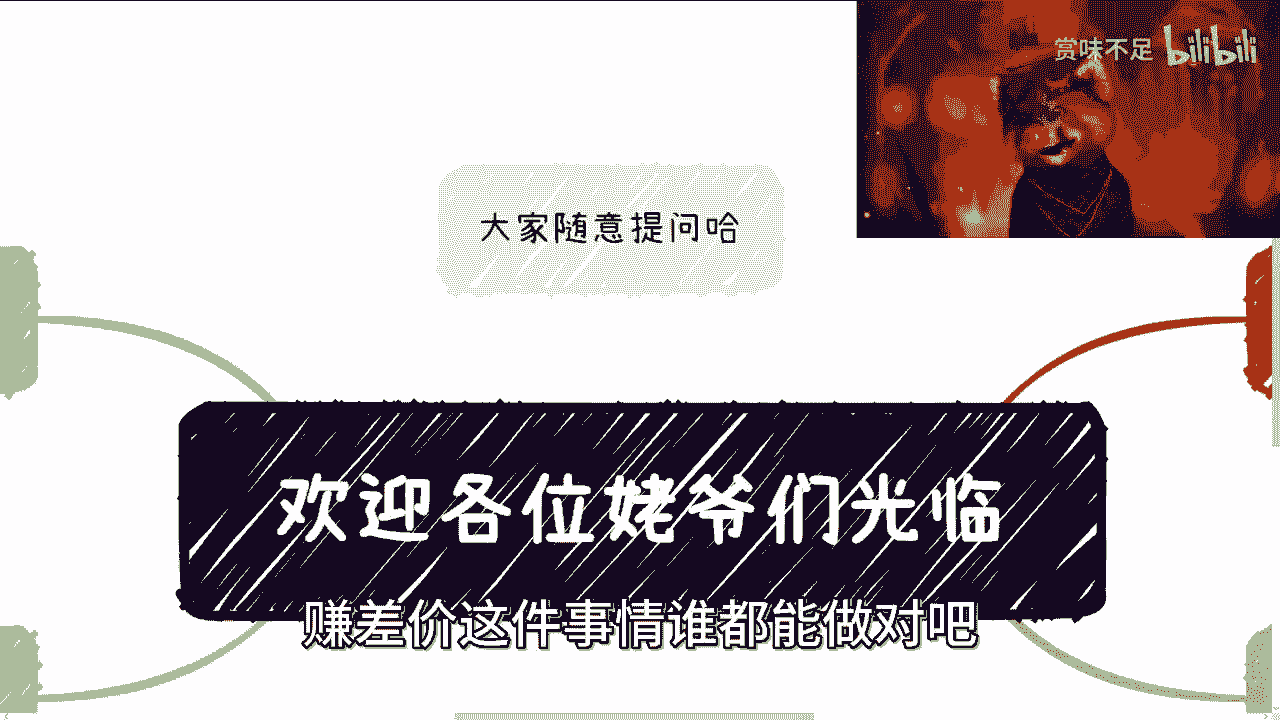 赏味不足 bilibili
大家随意提问哈
欢迎各位姥爷们光临
赚差价这件事情谁都能做对吧